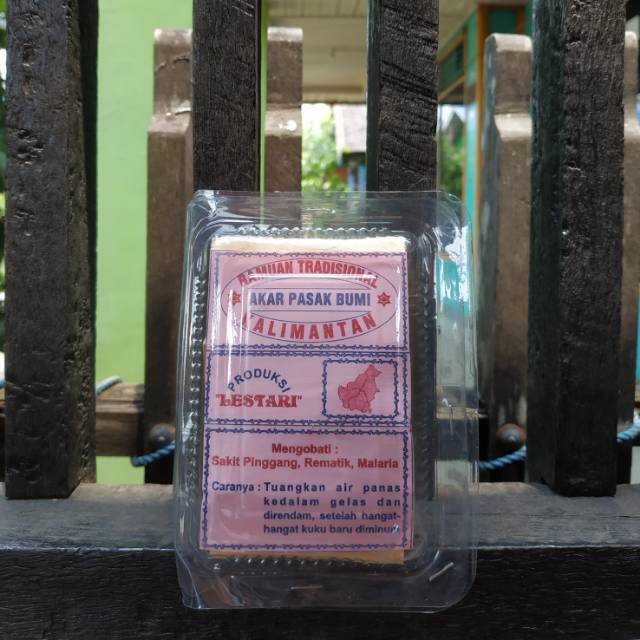 RAMUAN TRADISIONAL
AKAR PASAK BUMI
KALIMANTAN
PRODUKSI
"LESTARI"
Mengobati :
Sakit Pinggang, Rematik, Malaria
Caranya : Tuangkan air panas
kedalam gelas dan
direndam, setelah hangat-
hangat kuku baru diminum